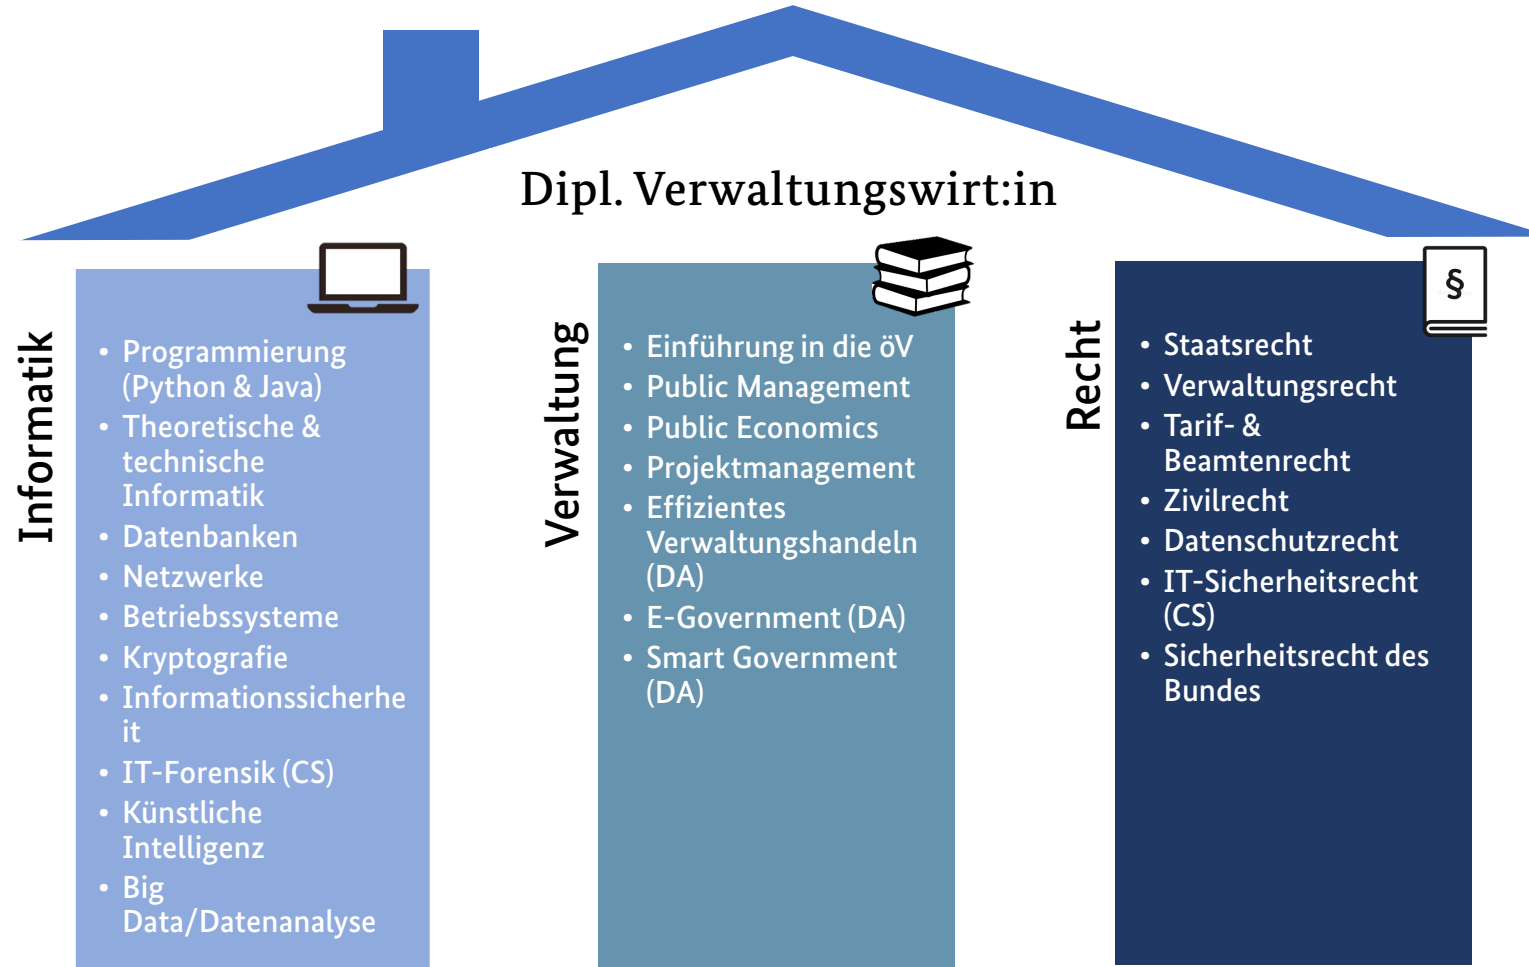 Dipl. Verwaltungswirt:in
Informatik
• Programmierung
(Python & Java)
• Theoretische &
technische
Informatik
• Datenbanken
• Netzwerke
• Betriebssysteme
• Kryptografie
• Informationssicherhe
it
• IT-Forensik (CS)
• Künstliche
Intelligenz
• Big
Data/Datenanalyse
Verwaltung
• Einführung in die öV
• Public Management
• Public Economics
• Projektmanagement
• Effizientes
Verwaltungshandeln
(DA)
• E-Government (DA)
• Smart Government
(DA)
§
Recht
• Staatsrecht
• Verwaltungsrecht
• Tarif- &
Beamtenrecht
• Zivilrecht
• Datenschutzrecht
• IT-Sicherheitsrecht
(CS)
• Sicherheitsrecht des
Bundes